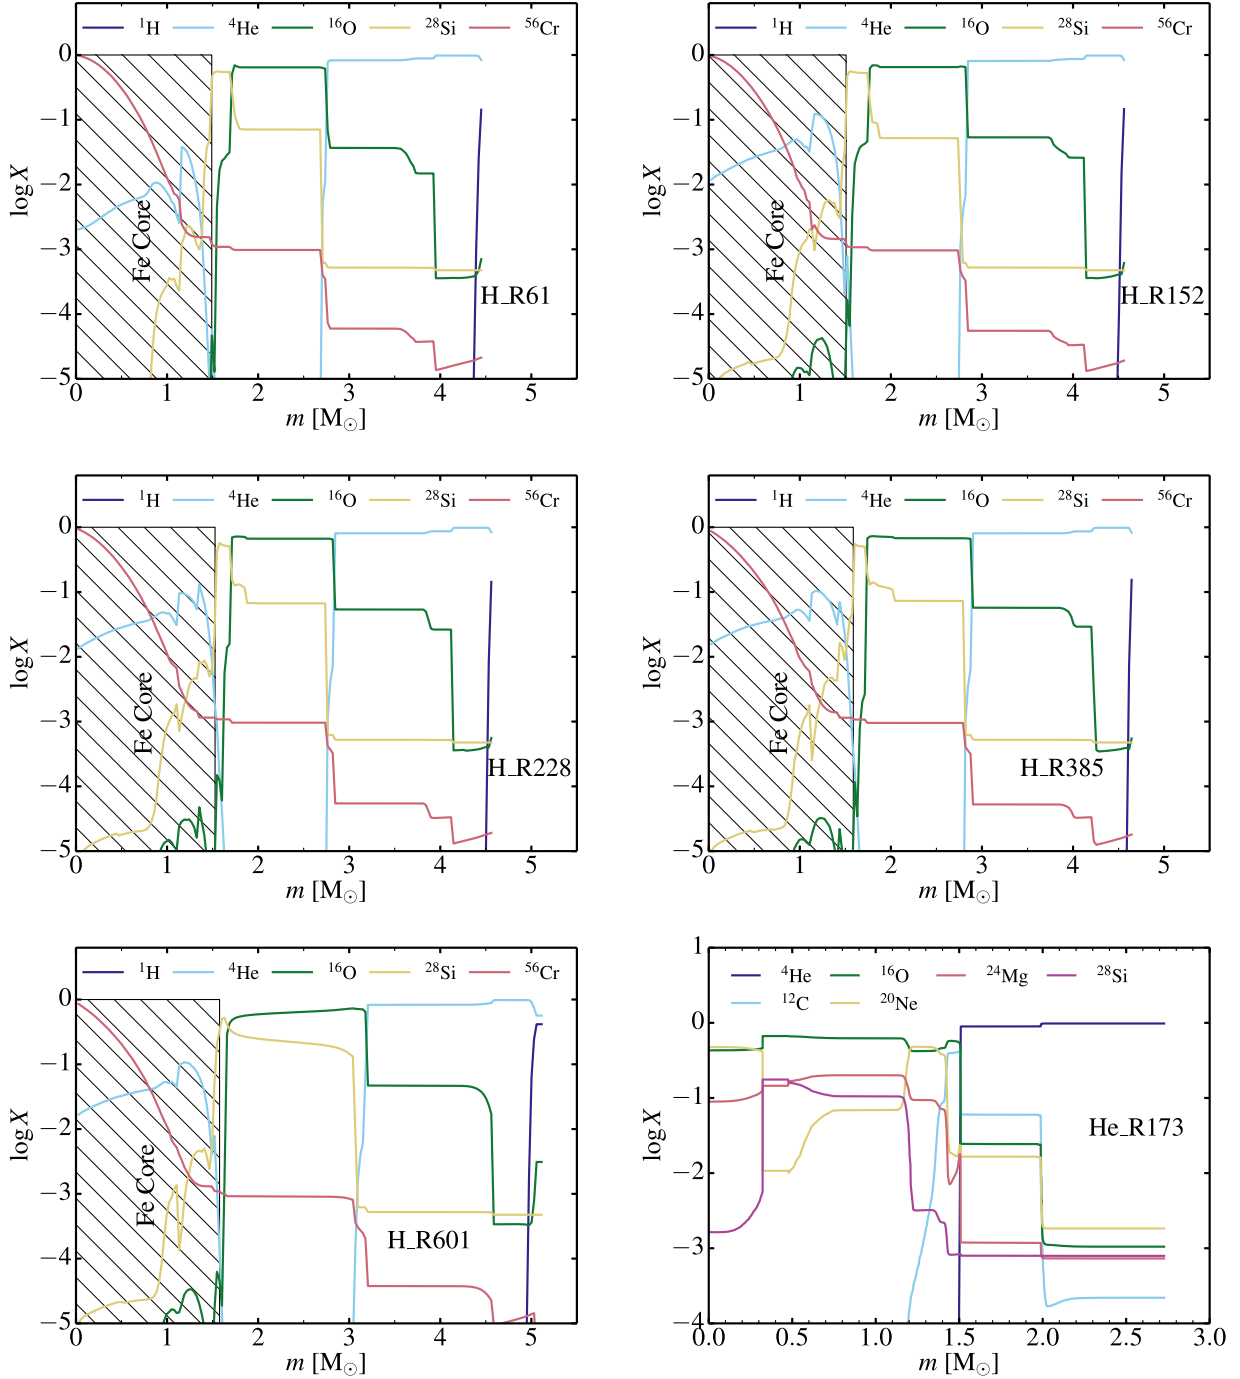 ¹H ⁴He ¹⁶O ²⁸Si ⁵⁶Cr
0
−1
−2
−3
−4
−5
log X
Fe Core
H_R61
0 1 2 3 4 5
m [M☉]
¹H ⁴He ¹⁶O ²⁸Si ⁵⁶Cr
0
−1
−2
−3
−4
−5
log X
Fe Core
H_R152
0 1 2 3 4 5
m [M☉]
¹H ⁴He ¹⁶O ²⁸Si ⁵⁶Cr
0
−1
−2
−3
−4
−5
log X
Fe Core
H_R228
0 1 2 3 4 5
m [M☉]
¹H ⁴He ¹⁶O ²⁸Si ⁵⁶Cr
0
−1
−2
−3
−4
−5
log X
Fe Core
H_R385
0 1 2 3 4 5
m [M☉]
¹H ⁴He ¹⁶O ²⁸Si ⁵⁶Cr
0
−1
−2
−3
−4
−5
log X
Fe Core
H_R601
0 1 2 3 4 5
m [M☉]
⁴He ¹⁶O ²⁴Mg ²⁸Si
¹²C ²⁰Ne
1
0
−1
−2
−3
−4
log X
He_R173
0.0 0.5 1.0 1.5 2.0 2.5 3.0
m [M☉]